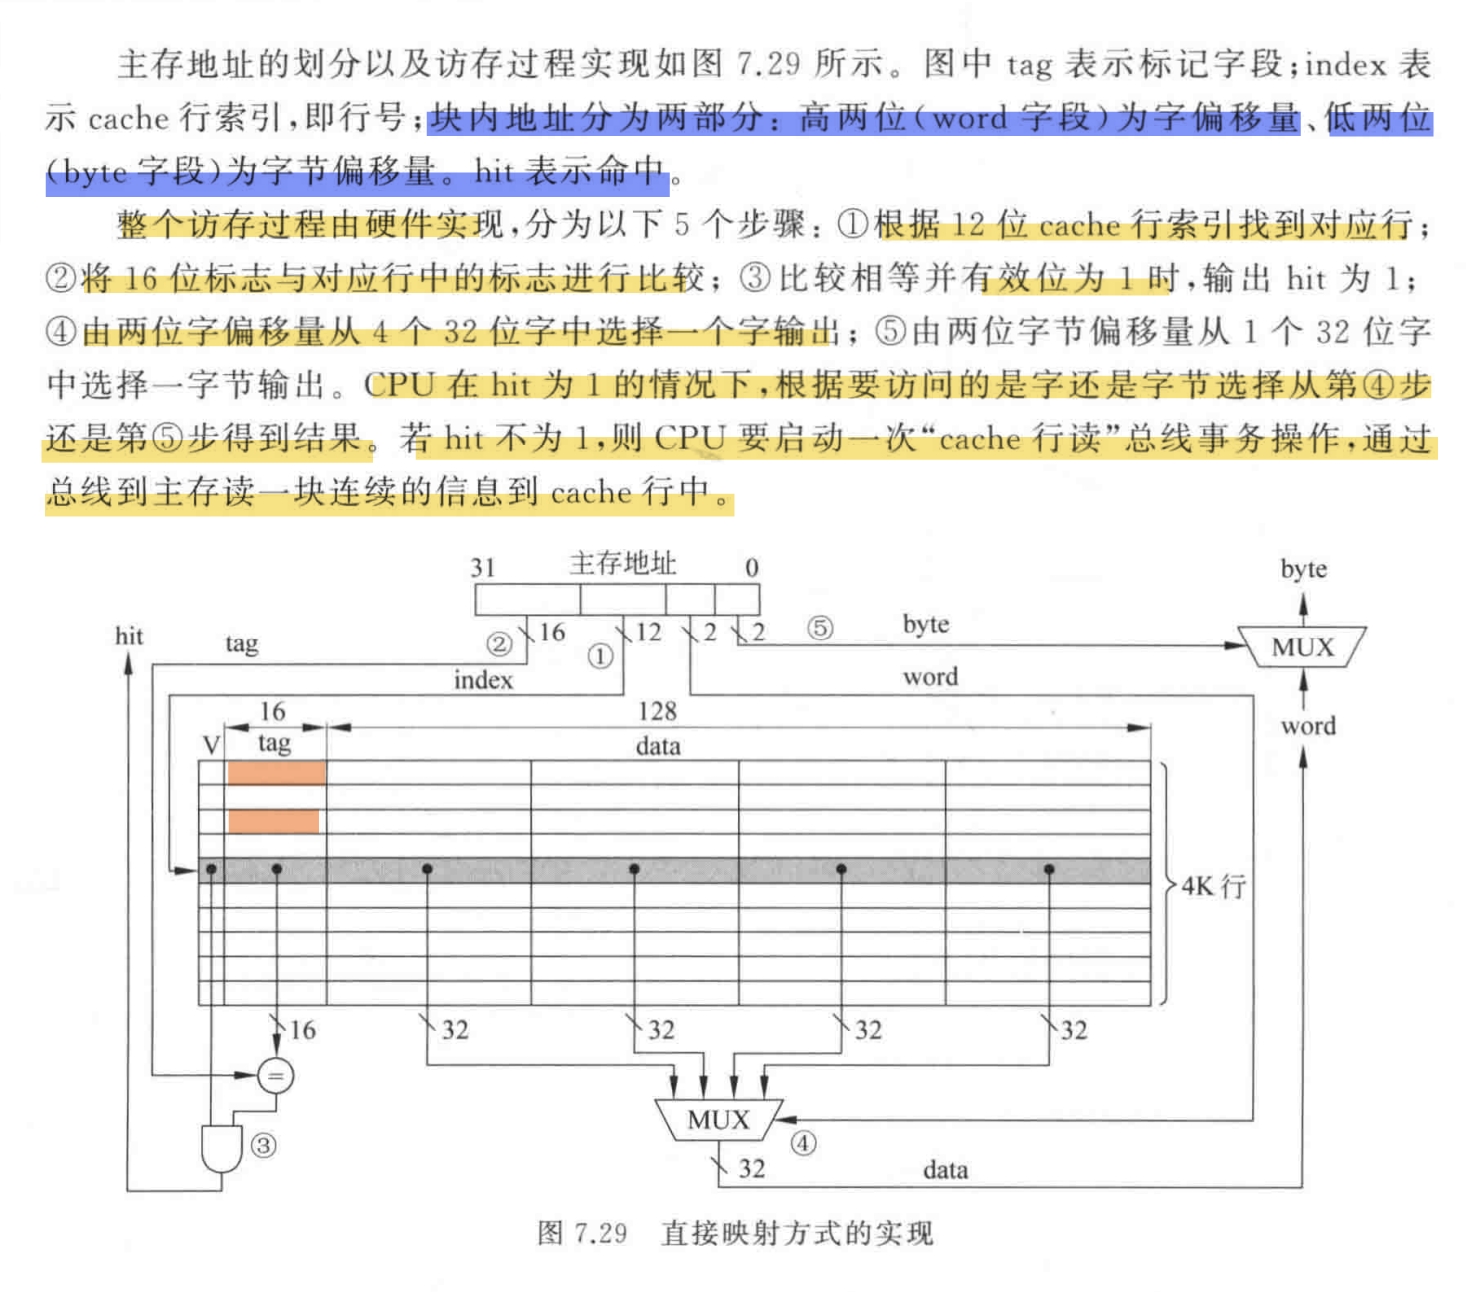 主存地址的划分以及访存过程实现如图 7.29 所示。图中 tag 表示标记字段;index 表
示 cache 行索引,即行号;块内地址分为两部分：高两位(word 字段)为字偏移量、低两位
(byte 字段)为字节偏移量。hit 表示命中。
整个访存过程由硬件实现,分为以下 5 个步骤：①根据 12 位 cache 行索引找到对应行;
②将 16 位标志与对应行中的标志进行比较;③比较相等并有效位为 1 时,输出 hit 为 1;
④由两位字偏移量从 4 个 32 位字中选择一个字输出;⑤由两位字节偏移量从 1 个 32 位字
中选择一字节输出。CPU 在 hit 为 1 的情况下,根据要访问的是字还是字节选择从第④步
还是第⑤步得到结果。若 hit 不为 1,则 CPU 要启动一次“cache 行读”总线事务操作,通过
总线到主存读一块连续的信息到 cache 行中。
31 主存地址 0
byte
hit
tag
② 16
① 12
2
2
⑤
byte
MUX
index
word
16
128
word
V
tag
data
4K 行
16
32
32
32
32
=
③
MUX
④
32
data
图 7.29 直接映射方式的实现